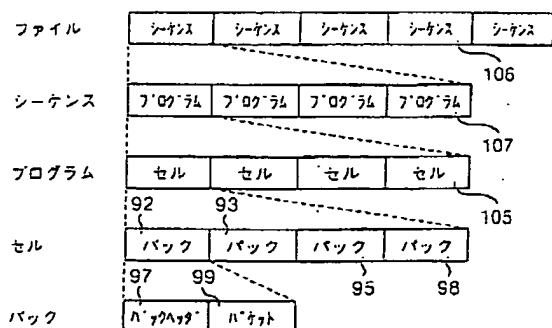 ファイル シーケンス シーケンス シーケンス シーケンス シーケンス
106
シーケンス プログラム プログラム プログラム プログラム
107
プログラム セル セル セル セル
105
92 93
セル パック パック パック パック
97 99 95 98
パック パックヘッダ パケット